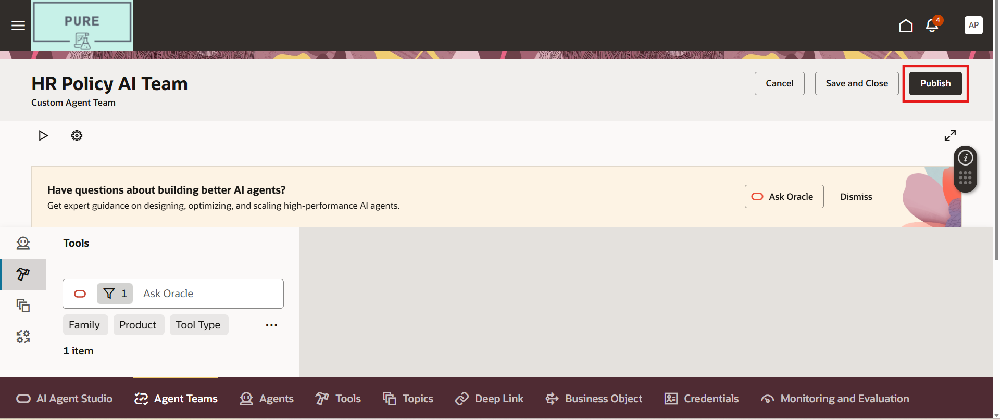 PURE
4
AP
HR Policy AI Team
Custom Agent Team
Cancel
Save and Close
Publish
i
Have questions about building better AI agents?
Get expert guidance on designing, optimizing, and scaling high-performance AI agents.
Ask Oracle
Dismiss
Tools
1
Ask Oracle
Family
Product
Tool Type
1 item
AI Agent Studio
Agent Teams
Agents
Tools
Topics
Deep Link
Business Object
Credentials
Monitoring and Evaluation